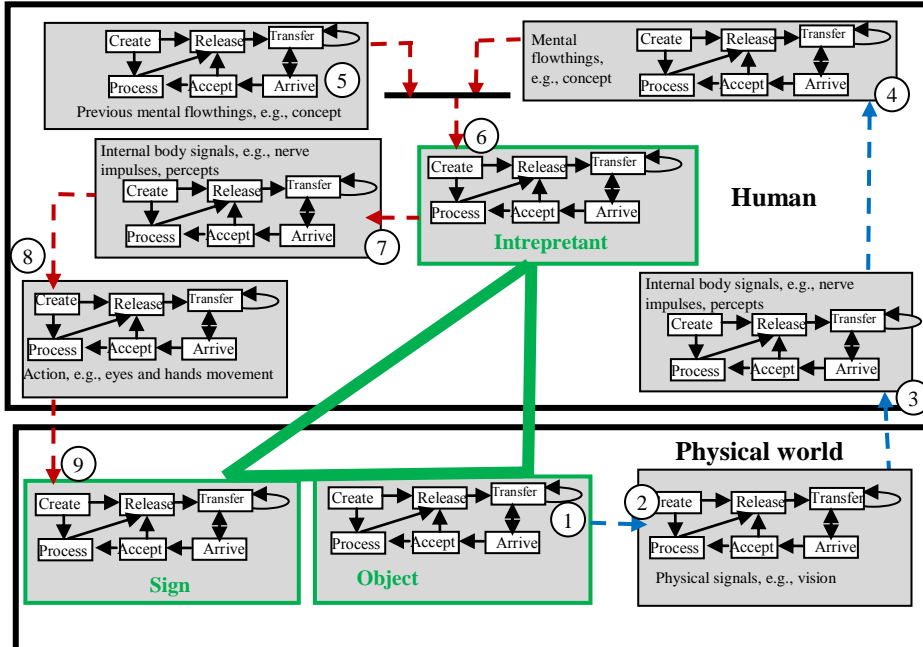 Create
Release
Transfer
Process
Accept
Arrive
5
Previous mental flowthings, e.g., concept
Mental
flowthings,
e.g., concept
Create
Release
Transfer
Process
Accept
Arrive
4
6
Create
Release
Transfer
Process
Accept
Arrive
Intrepretant
Human
Internal body signals, e.g., nerve
impulses, percepts
Create
Release
Transfer
Process
Accept
Arrive
7
8
Create
Release
Transfer
Process
Accept
Arrive
Action, e.g., eyes and hands movement
Internal body signals, e.g., nerve
impulses, percepts
Create
Release
Transfer
Process
Accept
Arrive
3
Physical world
9
Create
Release
Transfer
Process
Accept
Arrive
Sign
Create
Release
Transfer
Process
Accept
Arrive
1
Object
2
Create
Release
Transfer
Process
Accept
Arrive
Physical signals, e.g., vision